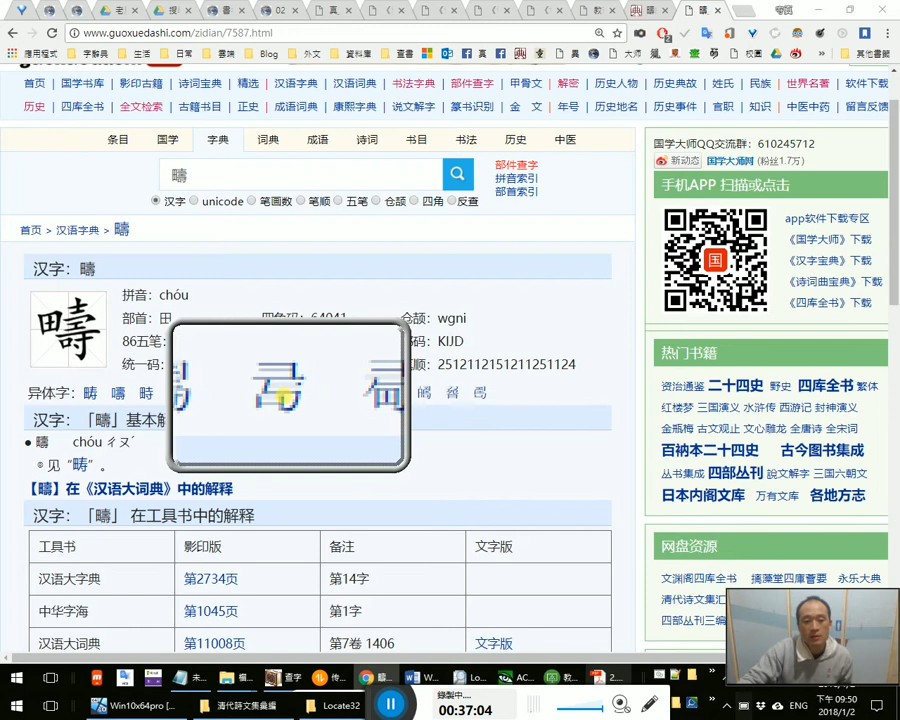 www.guoxuedashi.com/zidian/7587.html
應用程式 字辭典 生活 日常 雲端 Blog 外文 資料庫 查書
其他書籤
首页 国学书库 影印古籍 诗词宝典 精选 汉语字典 汉语词典 书法字典 部件查字 甲骨文 解密 历史人物 历史典故 姓氏 民族 世界名著 软件下载
历史 四库全书 全文检索 古籍书目 正史 成语词典 康熙字典 说文解字 篆书识别 金 文 年号 历史地名 历史事件 官职 知识 中医中药 留言反馈
条目 国学 字典 词典 成语 诗词 书目 书法 历史 中医
疇
部件查字
拼音索引
部首索引
汉字 unicode 笔画数 笔顺 五笔 仓颉 四角 反查
首页 > 汉语字典 > 疇
汉字：疇
疇
拼音：chóu
部首：田
仓颉：wgni
86五笔：
KIJD
统一码：
2512112151211251124
异体字：畴
汉字：「疇」基本解
● 疇 chóu ㄔㄡˊ
见“畴”。
【疇】在《汉语大词典》中的解释
汉字：「疇」 在工具书中的解释
工具书 影印版 备注 文字版
汉语大字典 第2734页 第14字
中华字海 第1045页 第1字
汉语大词典 第11008页 第7卷 1406 文字版
国学大师QQ交流群：610245712
新动态 国学大师网 (粉丝1.7万)
手机APP 扫描或点击
国
app软件下载专区
《国学大师》下载
《汉字宝典》下载
《诗词曲宝典》下载
《四库全书》下载
热门书籍
资治通鉴 二十四史 野史 四库全书 繁体
红楼梦 三国演义 水浒传 西游记 封神演义
金瓶梅 古文观止 文心雕龙 全唐诗 全宋词
百衲本二十四史 古今图书集成
丛书集成 四部丛刊 說文解字 三国六朝文
日本内阁文库 万有文库 各地方志
网盘资源
文渊阁四库全书 摛藻堂四庫薈要 永乐大典
清代诗文集汇
四部丛刊三编
Win10x64pro [... 清代詩文集彙編 Locate32
錄製中...
00:37:04
ENG
下午 09:50
2018/1/2